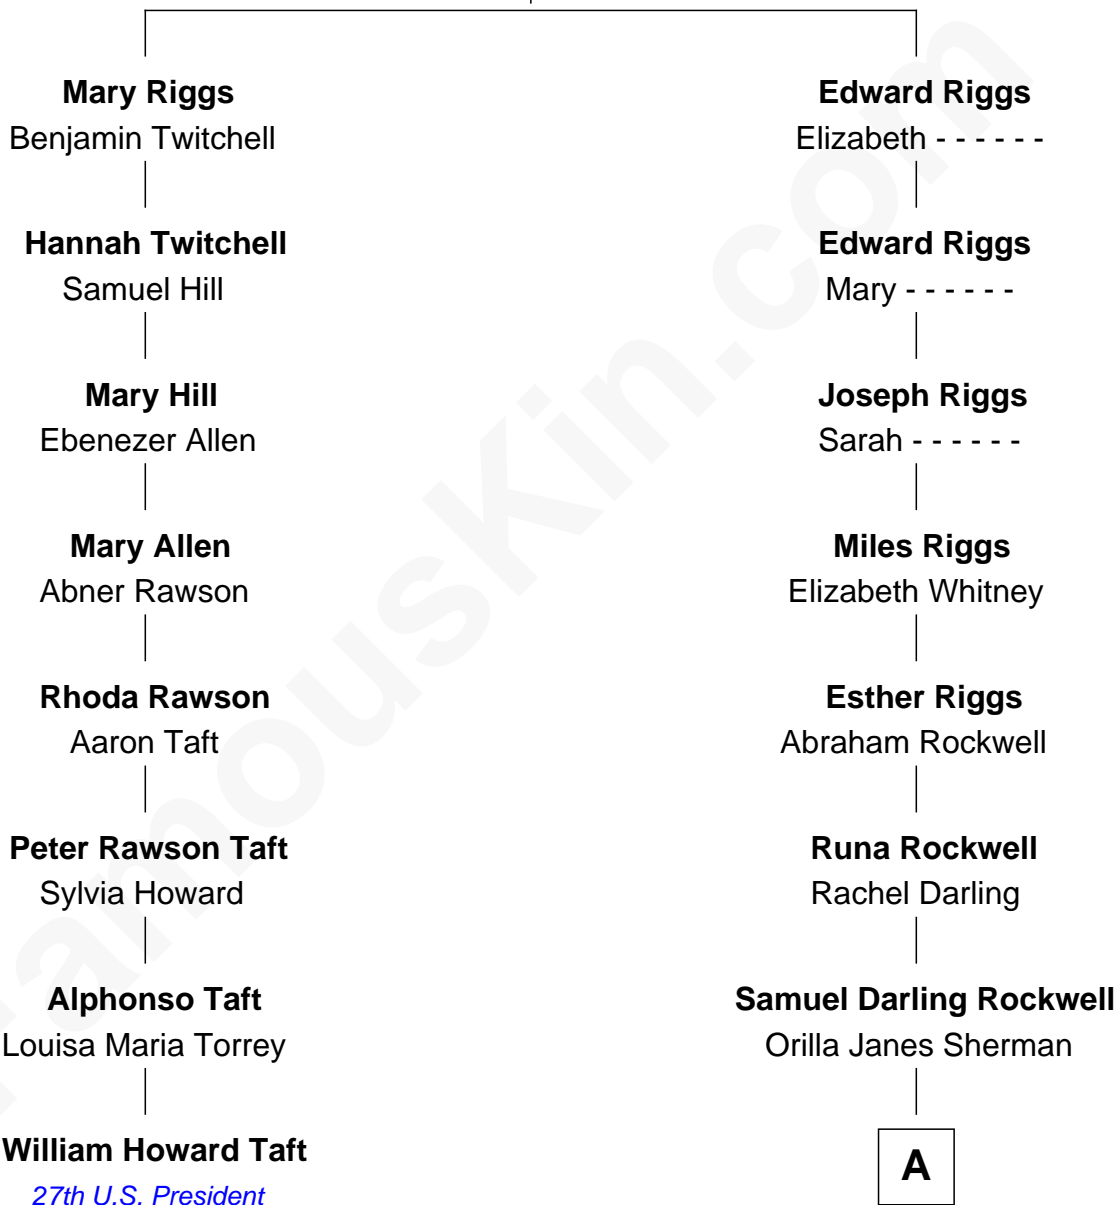 Mary Riggs
Benjamin Twitchell
Edward Riggs
Elizabeth - - - - - -
Hannah Twitchell
Samuel Hill
Edward Riggs
Mary - - - - - -
Mary Hill
Ebenezer Allen
Joseph Riggs
Sarah - - - - - -
Mary Allen
Abner Rawson
Miles Riggs
Elizabeth Whitney
Rhoda Rawson
Aaron Taft
Esther Riggs
Abraham Rockwell
Peter Rawson Taft
Sylvia Howard
Runa Rockwell
Rachel Darling
Alphonso Taft
Louisa Maria Torrey
Samuel Darling Rockwell
Orilla Janes Sherman
William Howard Taft
27th U.S. President
A
FamousKin.com